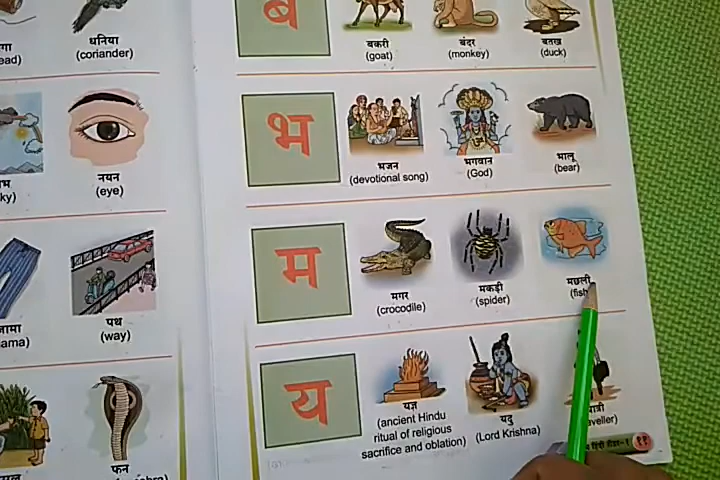 धनिया
(coriander)
नयन
(eye)
पथ
(way)
फन
ब
बकरी
(goat)
बंदर
(monkey)
बतख
(duck)
भ
भजन
(devotional song)
भगवान
(God)
भालू
(bear)
म
मगर
(crocodile)
मकड़ी
(spider)
मछली
(fish
य
यज्ञ
(ancient Hindu
ritual of religious
sacrifice and oblation)
यदु
(Lord Krishna)